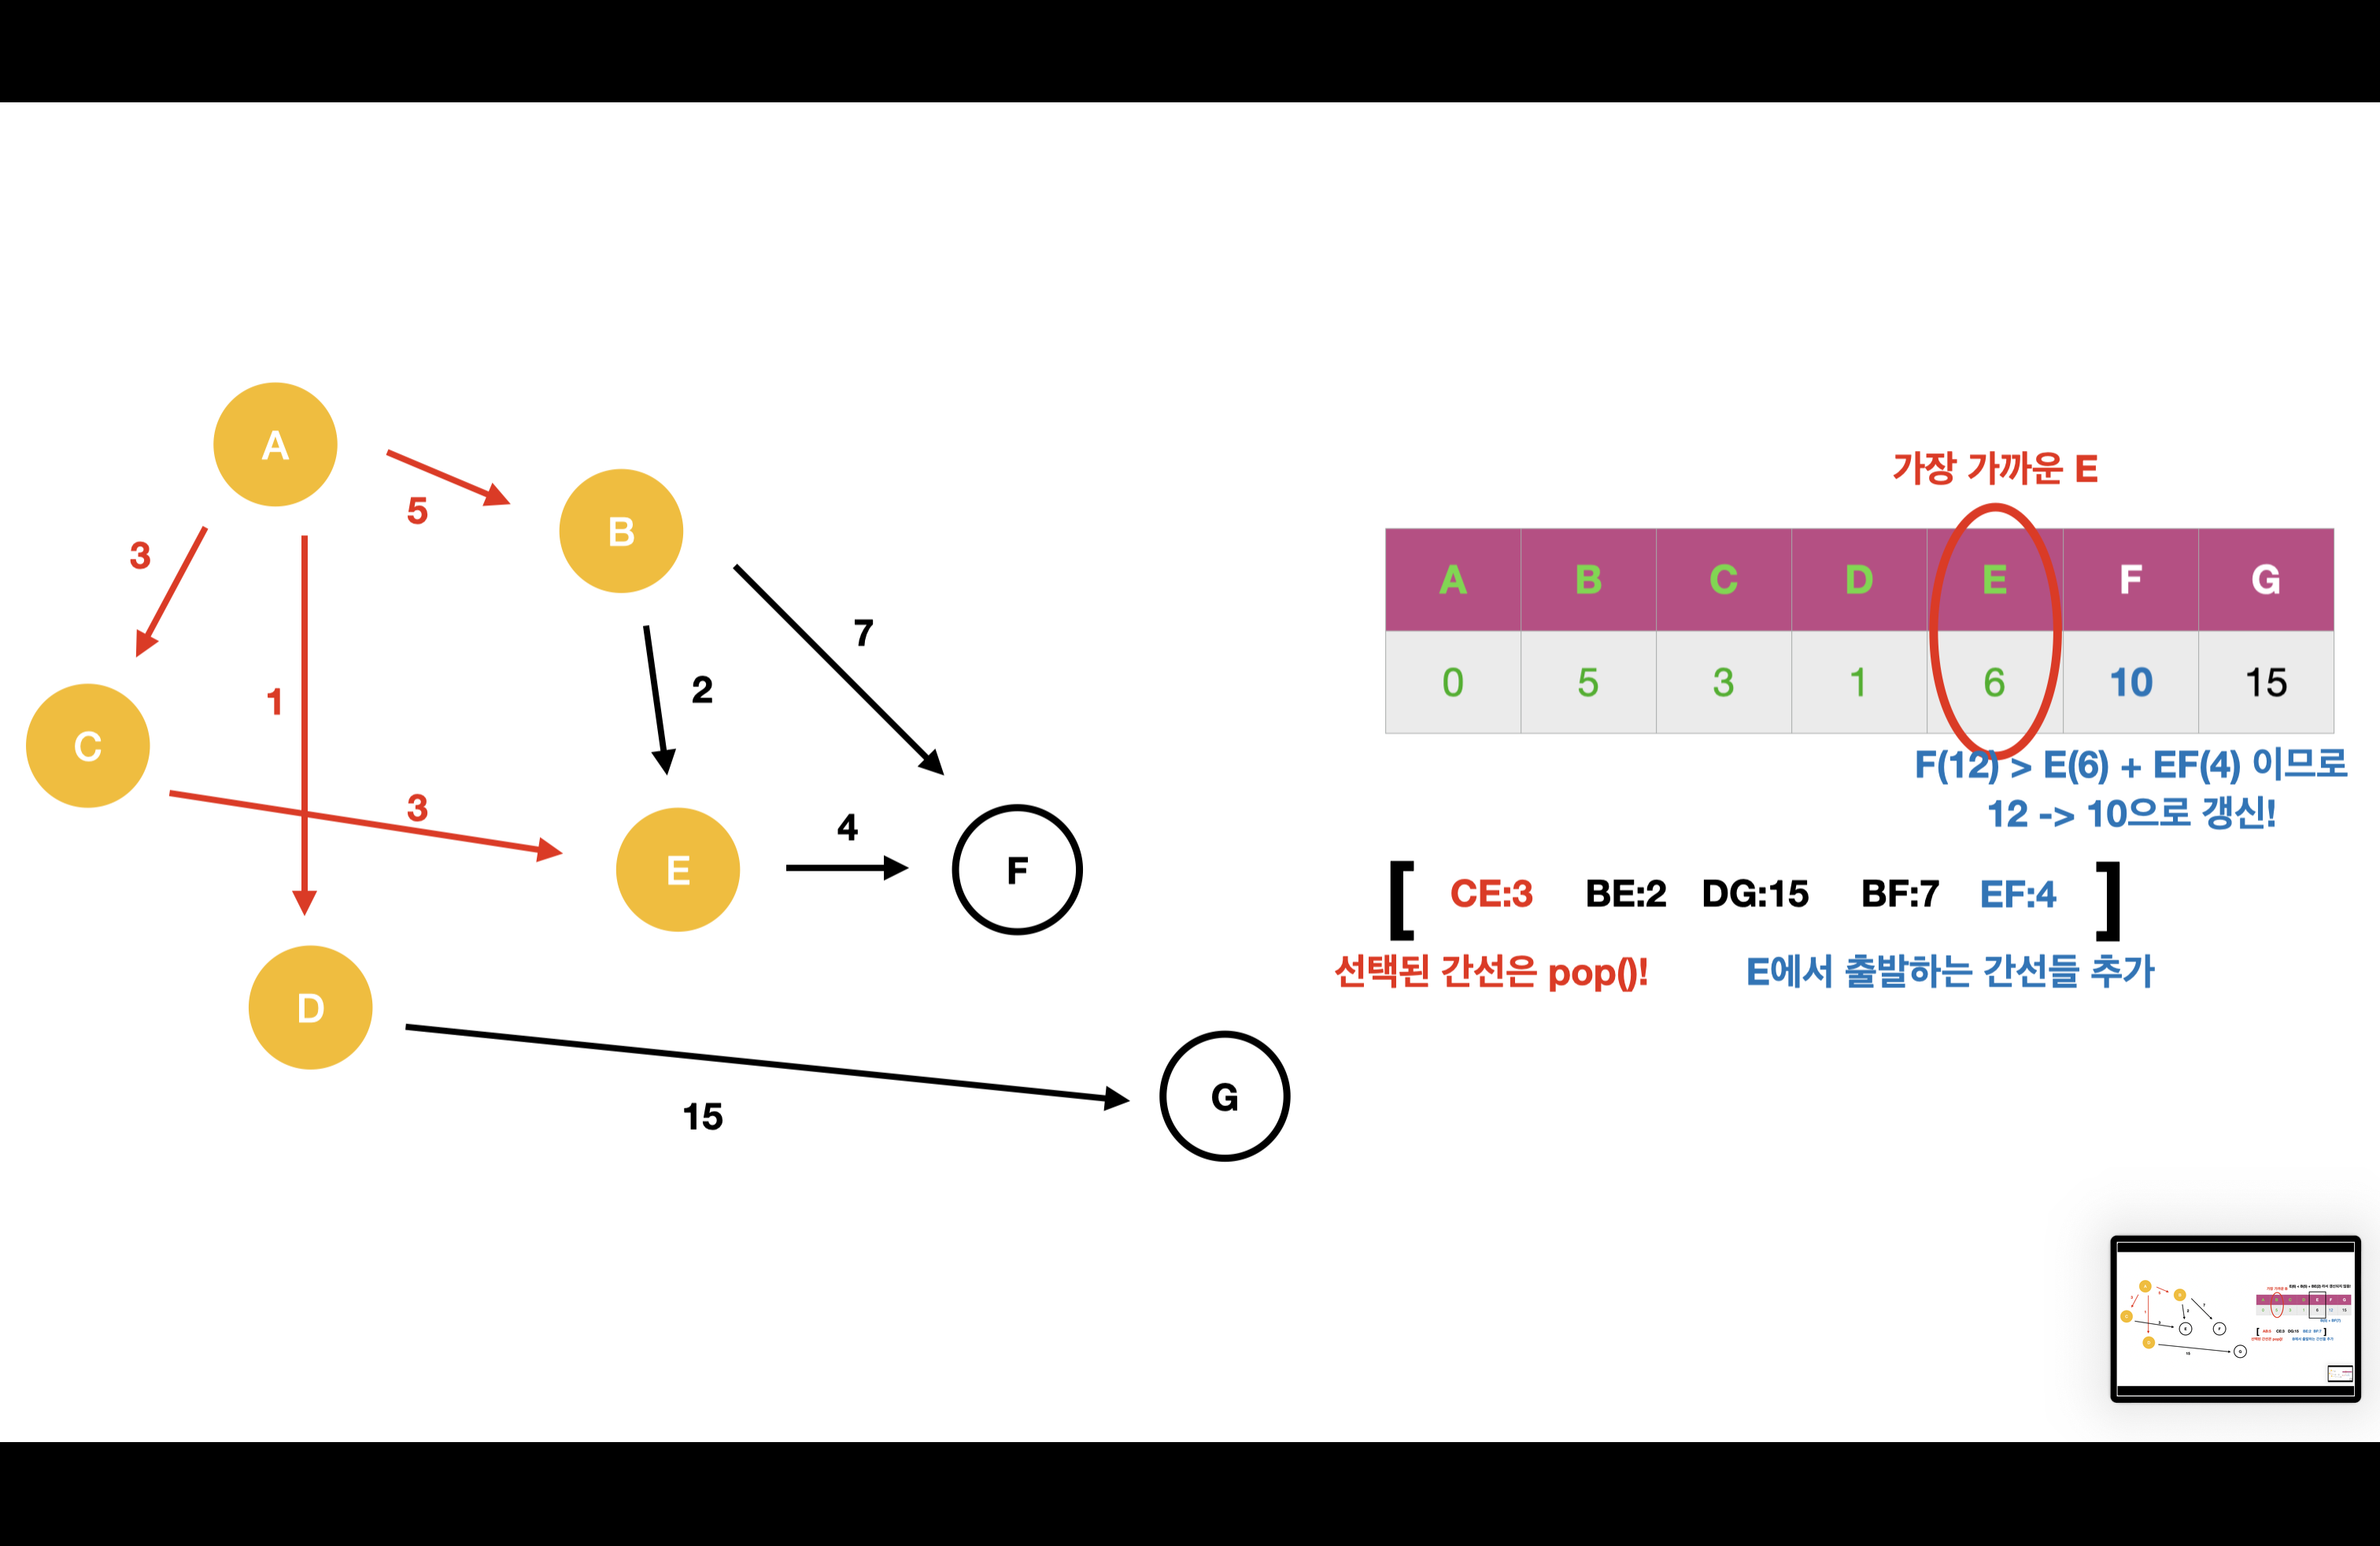 A
5
B
3
7
1
2
C
3
4
E
F
D
15
G
가장 가까운 E
A B C D E F G
0 5 3 1 6 10 15
F(12) > E(6) + EF(4) 이므로
12 -> 10으로 갱신!
[ CE:3 BE:2 DG:15 BF:7 EF:4 ]
선택된 간선은 pop()! E에서 출발하는 간선들 추가